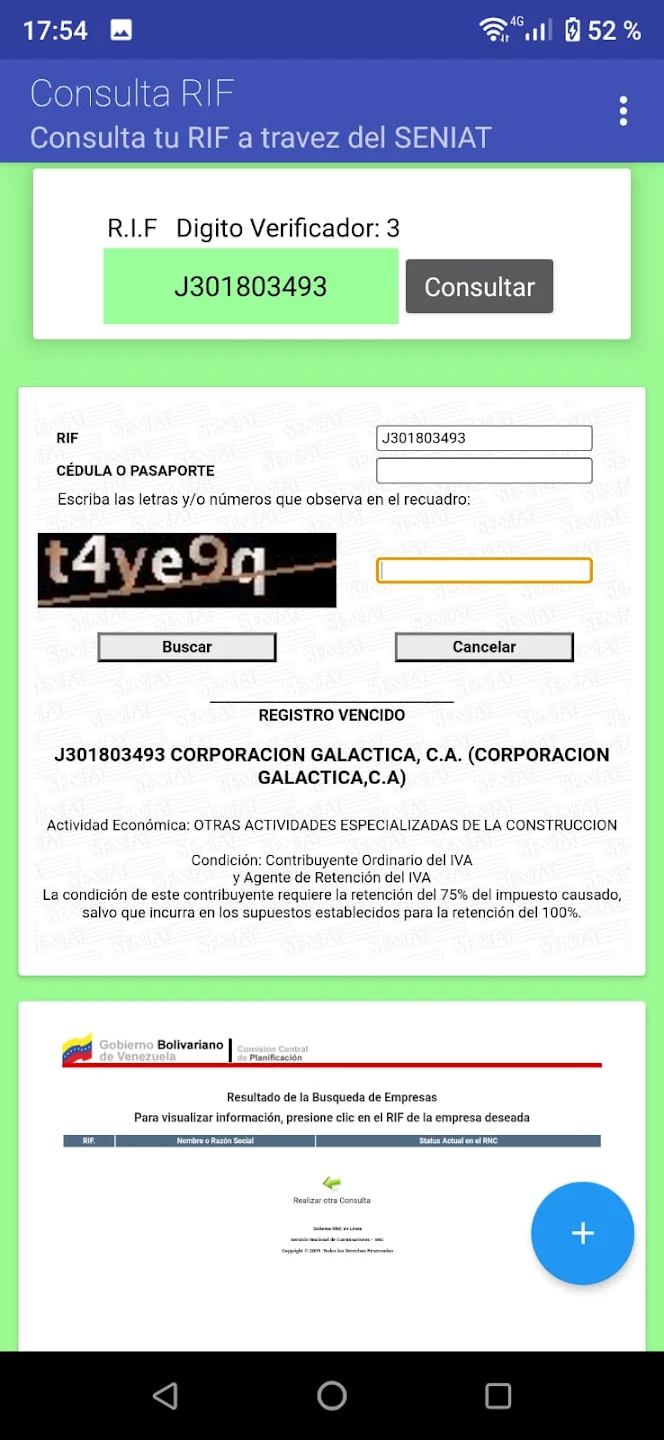 17:54 4G 52 %
Consulta RIF
Consulta tu RIF a travez del SENIAT
R.I.F Digito Verificador: 3
J301803493 Consultar
RIF J301803493
CÉDULA O PASAPORTE
Escriba las letras y/o números que observa en el recuadro:
t4ye9q
Buscar Cancelar
REGISTRO VENCIDO
J301803493 CORPORACION GALACTICA, C.A. (CORPORACION
GALACTICA,C.A)
Actividad Económica: OTRAS ACTIVIDADES ESPECIALIZADAS DE LA CONSTRUCCION
Condición: Contribuyente Ordinario del IVA
y Agente de Retención del IVA
La condición de este contribuyente requiere la retención del 75% del impuesto causado,
salvo que incurra en los supuestos establecidos para la retención del 100%.
Gobierno Bolivariano
de Venezuela
Comision Central
de Planificación
Resultado de la Busqueda de Empresas
Para visualizar información, presione clic en el RIF de la empresa deseada
RIF. Nombre o Razón Social Status Actual en el RNC
Realizar otra Consulta
Sistema RNC en Linea
Servicio Nacional de Contrataciones - SNC
Copyright © 2009. Todos los Derechos Reservados
+